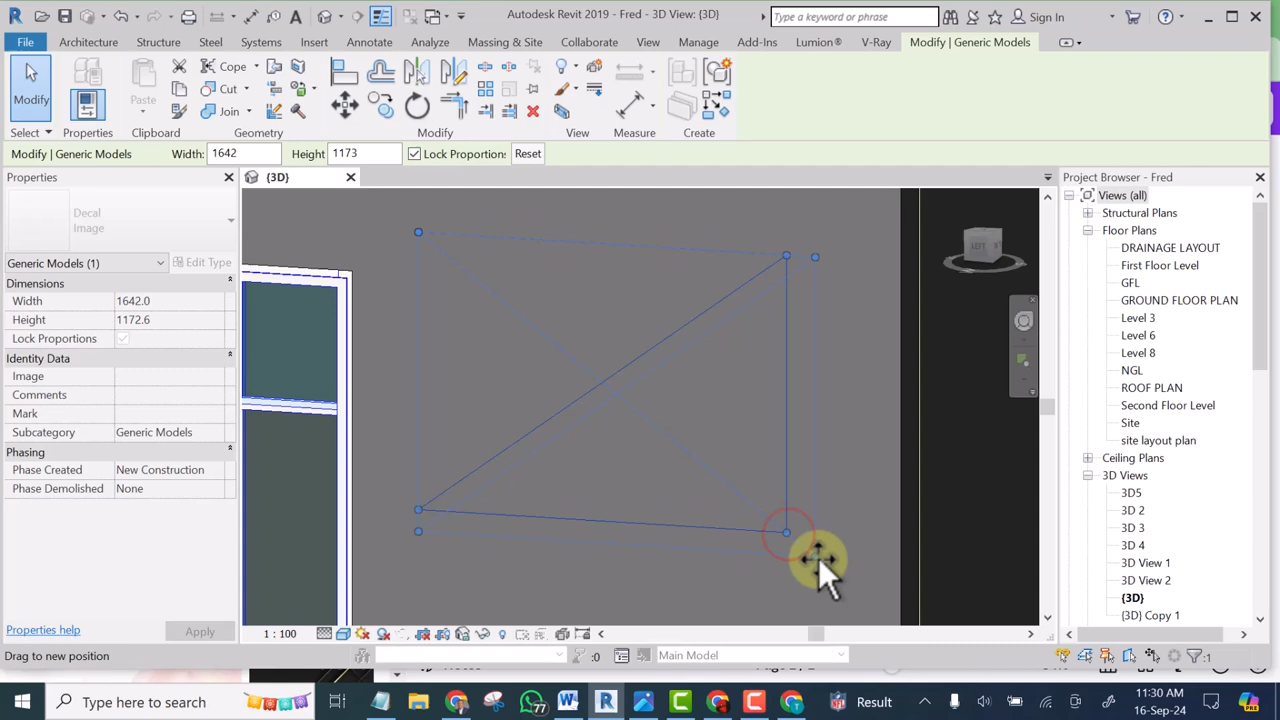 Autodesk Revit 2019 - Fred - 3D View: {3D}
Type a keyword or phrase
Sign In
File Architecture Structure Steel Systems Insert Annotate Analyze Massing & Site Collaborate View Manage Add-Ins Lumion® V-Ray Modify | Generic Models
Modify
Paste
Cope
Cut
Join
Select Properties Clipboard Geometry Modify View Measure Create
Modify | Generic Models Width: 1642 Height 1173 Lock Proportions Reset
Properties
{3D}
Project Browser - Fred
Decal
Image
Generic Models (1) Edit Type
Dimensions
Width 1642.0
Height 1172.6
Lock Proportions
Identity Data
Image
Comments
Mark
Subcategory Generic Models
Phasing
Phase Created New Construction
Phase Demolished None
Properties help Apply
LEFT
Views (all)
Structural Plans
Floor Plans
DRAINAGE LAYOUT
First Floor Level
GFL
GROUND FLOOR PLAN
Level 3
Level 6
Level 8
NGL
ROOF PLAN
Second Floor Level
Site
site layout plan
Ceiling Plans
3D Views
3D5
3D 2
3D 3
3D 4
3D View 1
3D View 2
{3D}
{3D} Copy 1
1 : 100
Drag to new position
:0
Main Model
:1
Type here to search
77
Result
11:30 AM
16-Sep-24